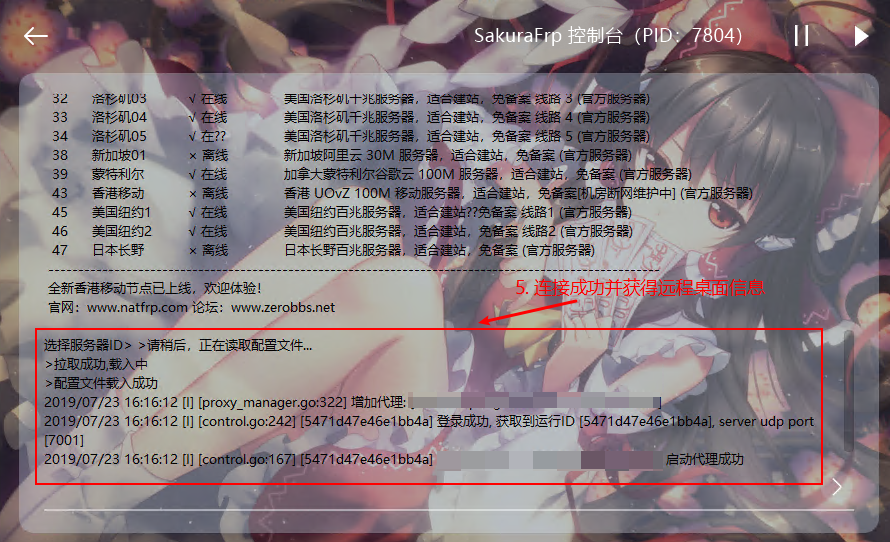 SakuraFrp 控制台（PID：7804）
32 洛杉矶03 √ 在线 美国洛杉矶千兆服务器，适合建站，免备案 线路 3 (官方服务器)
33 洛杉矶04 √ 在线 美国洛杉矶千兆服务器，适合建站，免备案 线路 4 (官方服务器)
34 洛杉矶05 √ 在?? 美国洛杉矶千兆服务器，适合建站，免备案 线路 5 (官方服务器)
38 新加坡01 × 离线 新加坡阿里云 30M 服务器，适合建站，免备案 (官方服务器)
39 蒙特利尔 √ 在线 加拿大蒙特利尔谷歌云 100M 服务器，适合建站，免备案 (官方服务器)
43 香港移动 × 离线 香港 UOvZ 100M 移动服务器，适合建站，免备案[机房断网维护中] (官方服务器)
45 美国纽约1 √ 在线 美国纽约百兆服务器，适合建站??免备案 线路1 (官方服务器)
46 美国纽约2 √ 在线 美国纽约百兆服务器，适合建站，免备案 线路2 (官方服务器)
47 日本长野 × 离线 日本长野百兆服务器，适合建站，免备案 (官方服务器)
全新香港移动节点已上线，欢迎体验！
5. 连接成功并获得远程桌面信息
官网：www.natfrp.com 论坛：www.zerobbs.net
选择服务器ID> >请稍后，正在读取配置文件...
>拉取成功,载入中
>配置文件载入成功
2019/07/23 16:16:12 [I] [proxy_manager.go:322] 增加代理: [ ]
2019/07/23 16:16:12 [I] [control.go:242] [5471d47e46e1bb4a] 登录成功, 获取到运行ID [5471d47e46e1bb4a], server udp port
[7001]
2019/07/23 16:16:12 [I] [control.go:167] [5471d47e46e1bb4a] 启动代理成功